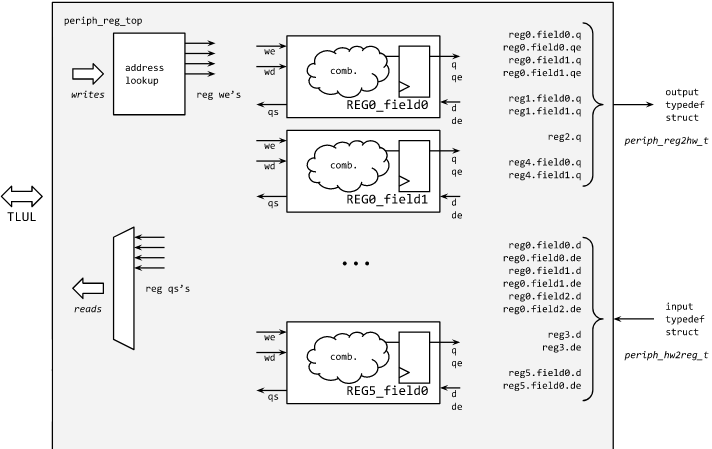 periph_reg_top
address
lookup
writes
reg we's
TLUL
reg qs's
reads
we
wd
qs
comb.
REG0_field0
q
qe
d
de
we
wd
qs
comb.
REG0_field1
q
qe
d
de
...
we
wd
qs
comb.
REG5_field0
q
qe
d
de
reg0.field0.q
reg0.field0.qe
reg0.field1.q
reg0.field1.qe
reg1.field0.q
reg1.field1.q
reg2.q
reg4.field0.q
reg4.field1.q
output
typedef
struct
periph_reg2hw_t
reg0.field0.d
reg0.field0.de
reg0.field1.d
reg0.field1.de
reg0.field2.d
reg0.field2.de
reg3.d
reg3.de
reg5.field0.d
reg5.field0.de
input
typedef
struct
periph_hw2reg_t